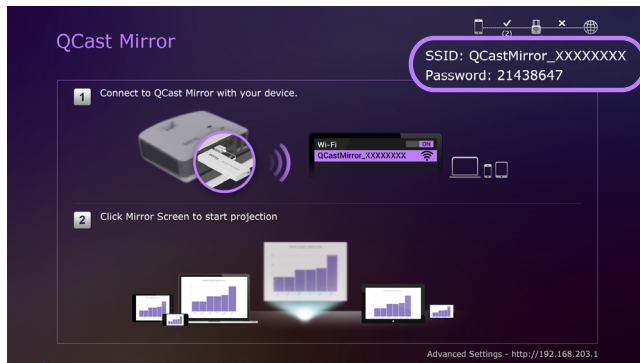 QCast Mirror
(2)
SSID: QCastMirror_XXXXXXXX
Password: 21438647
1 Connect to QCast Mirror with your device.
Wi-Fi ON
QCastMirror_XXXXXXXX
2 Click Mirror Screen to start projection
Advanced Settings - http://192.168.203.1